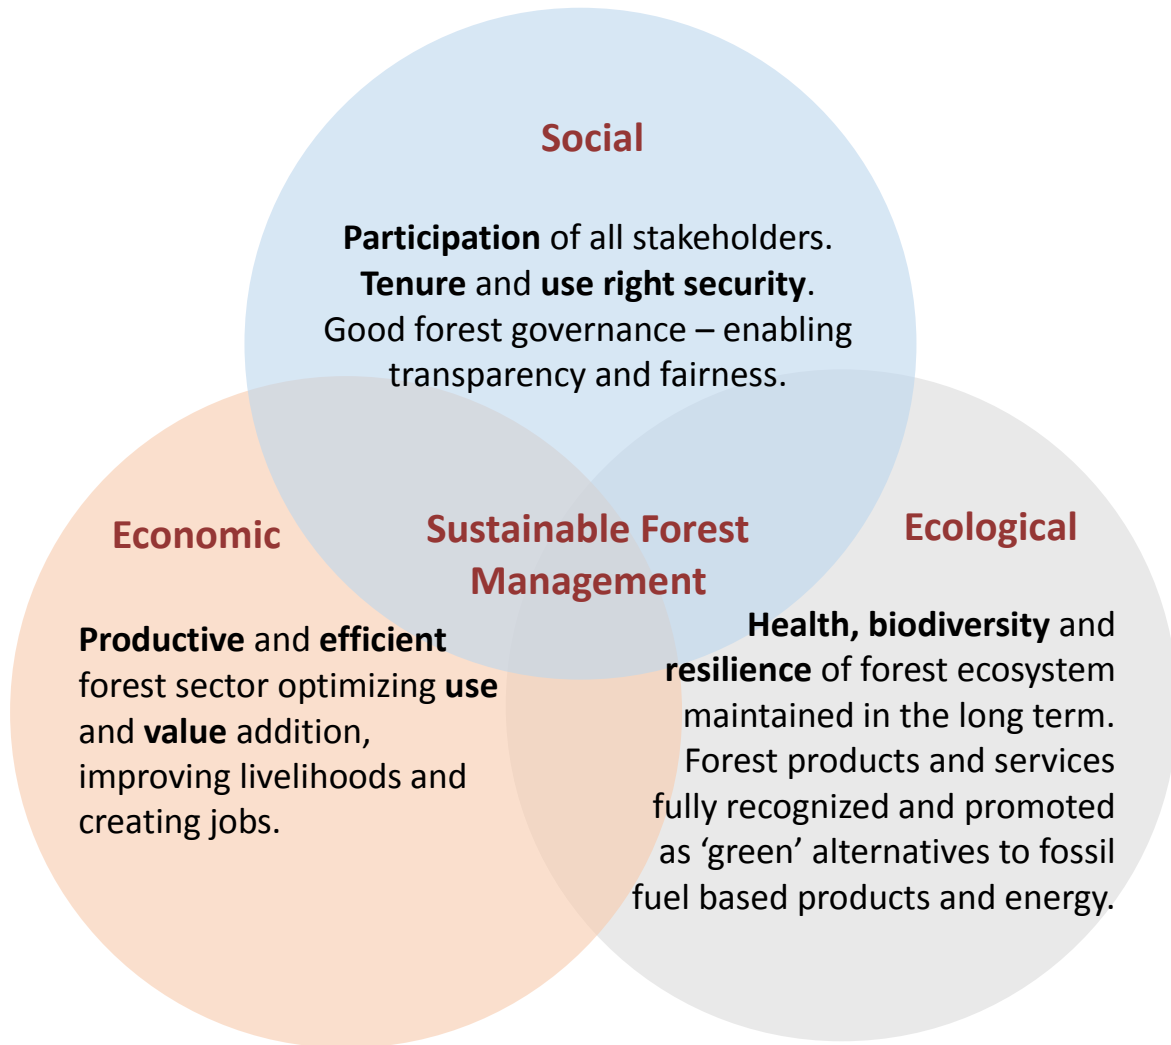 Social
Participation of all stakeholders.
Tenure and use right security.
Good forest governance – enabling
transparency and fairness.
Economic
Productive and efficient
forest sector optimizing use
and value addition,
improving livelihoods and
creating jobs.
Sustainable Forest
Management
Ecological
Health, biodiversity and
resilience of forest ecosystem
maintained in the long term.
Forest products and services
fully recognized and promoted
as ‘green’ alternatives to fossil
fuel based products and energy.